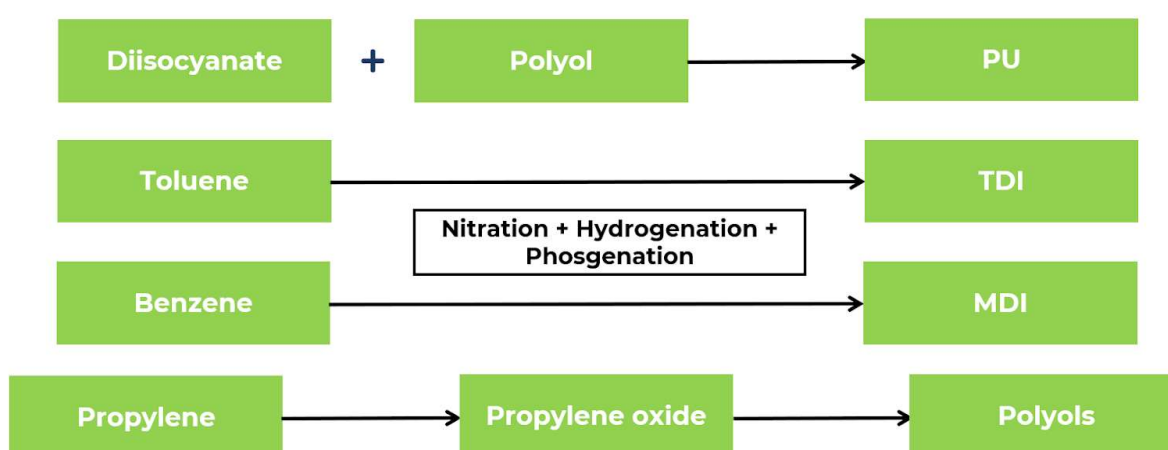 Diisocyanate + Polyol PU
Toluene TDI
Nitration + Hydrogenation +
Phosgenation
Benzene MDI
Propylene Propylene oxide Polyols